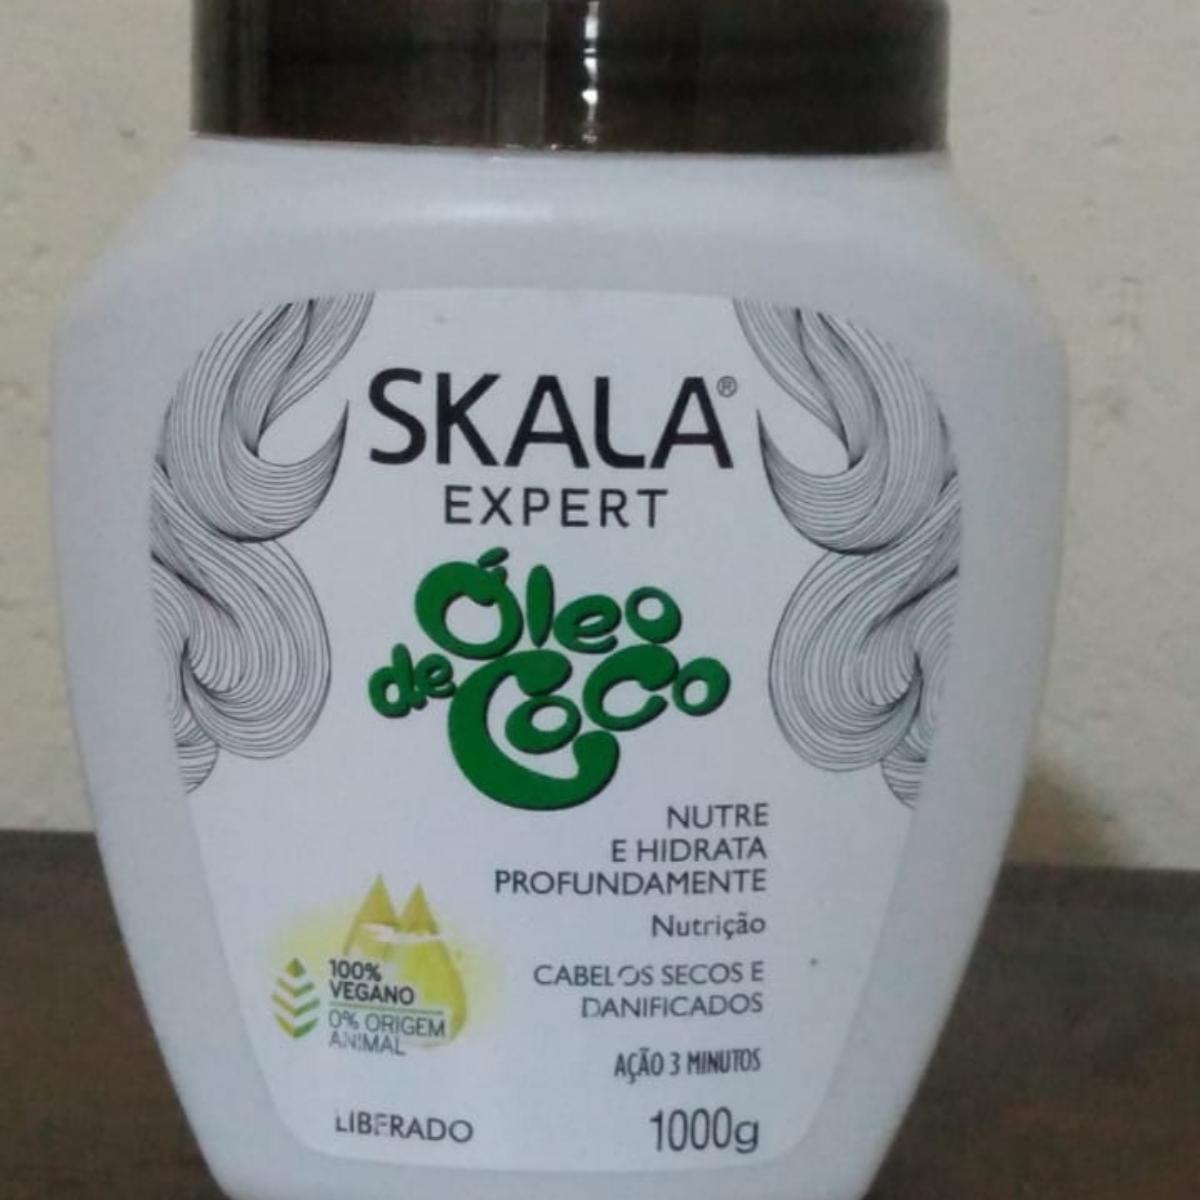 SKALA®
EXPERT
Óleo
de Coco
NUTRE
E HIDRATA
PROFUNDAMENTE
Nutrição
CABELOS SECOS E
DANIFICADOS
AÇÃO 3 MINUTOS
100%
VEGANO
0% ORIGEM
ANIMAL
LIBERADO
1000g